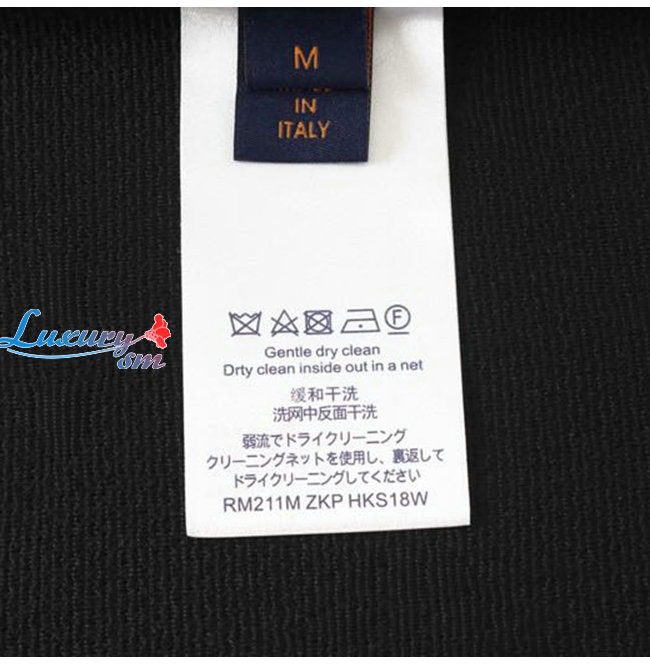 M
IN
ITALY
Luxury
sm
F
Gentle dry clean
Drty clean inside out in a net
缓和干洗
洗网中反面干洗
弱流でドライクリーニング
クリーニングネットを使用し、裏返して
ドライクリーニングしてください
RM211M ZKP HKS18W